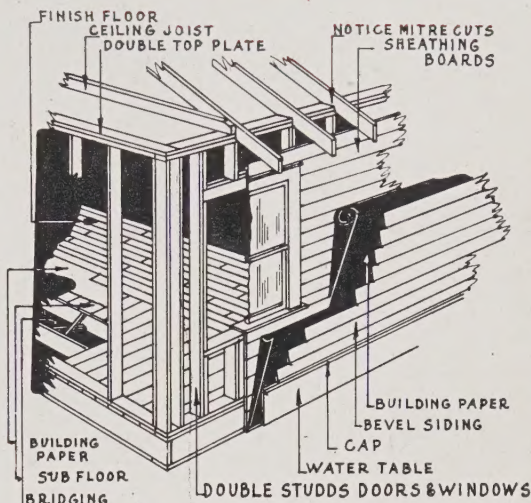 FINISH FLOOR
CEILING JOIST
DOUBLE TOP PLATE
NOTICE MITRE CUTS
SHEATHING
BOARDS
BUILDING PAPER
BEVEL SIDING
CAP
WATER TABLE
DOUBLE STUDDS DOORS & WINDOWS
BUILDING
PAPER
SUB FLOOR
BRIDGING